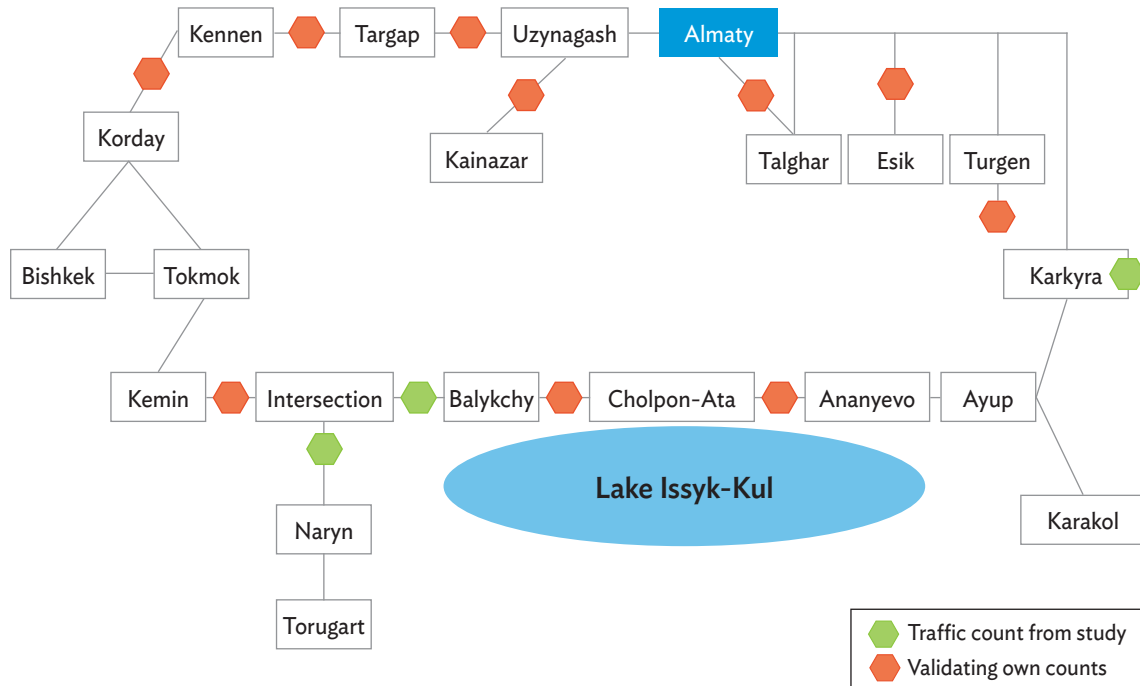 Kennen
Targap
Uzynagash
Almaty
Korday
Kainazar
Talghar
Esik
Turgen
Bishkek
Tokmok
Karkyra
Kemin
Intersection
Balykchy
Cholpon-Ata
Ananyevo
Ayup
Lake Issyk-Kul
Karakol
Naryn
Torugart
Traffic count from study
Validating own counts